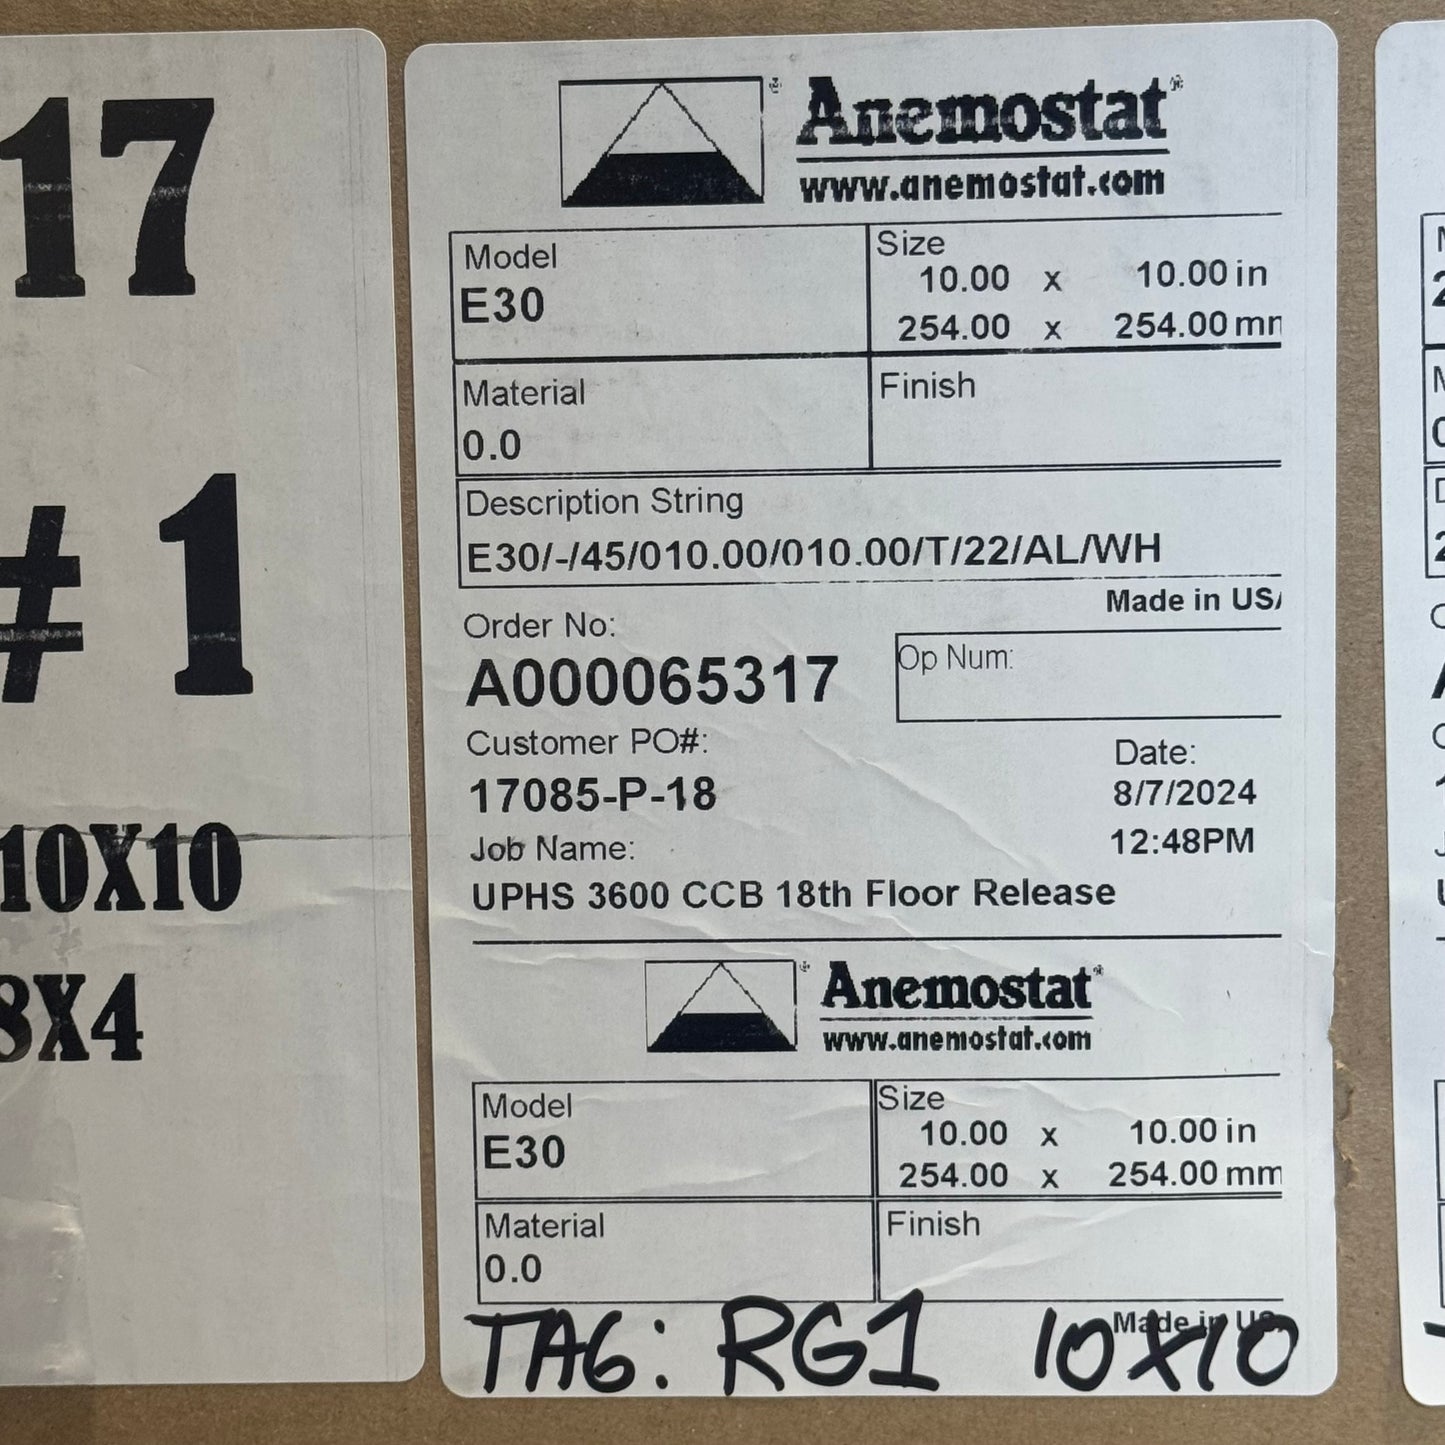 17
# 1
10X10
8X4
Anemostat
www.anemostat.com
Model
E30
Size
10.00 x 10.00 in
254.00 x 254.00 mm
Material
0.0
Finish
Description String
E30/-/45/010.00/010.00/T/22/AL/WH
Made in USA
Order No:
A000065317
Op Num:
Customer PO#:
17085-P-18
Date:
8/7/2024
12:48PM
Job Name:
UPHS 3600 CCB 18th Floor Release
Anemostat
www.anemostat.com
Model
E30
Size
10.00 x 10.00 in
254.00 x 254.00 mm
Material
0.0
Finish
Made in US
TAG: RG1 10X10